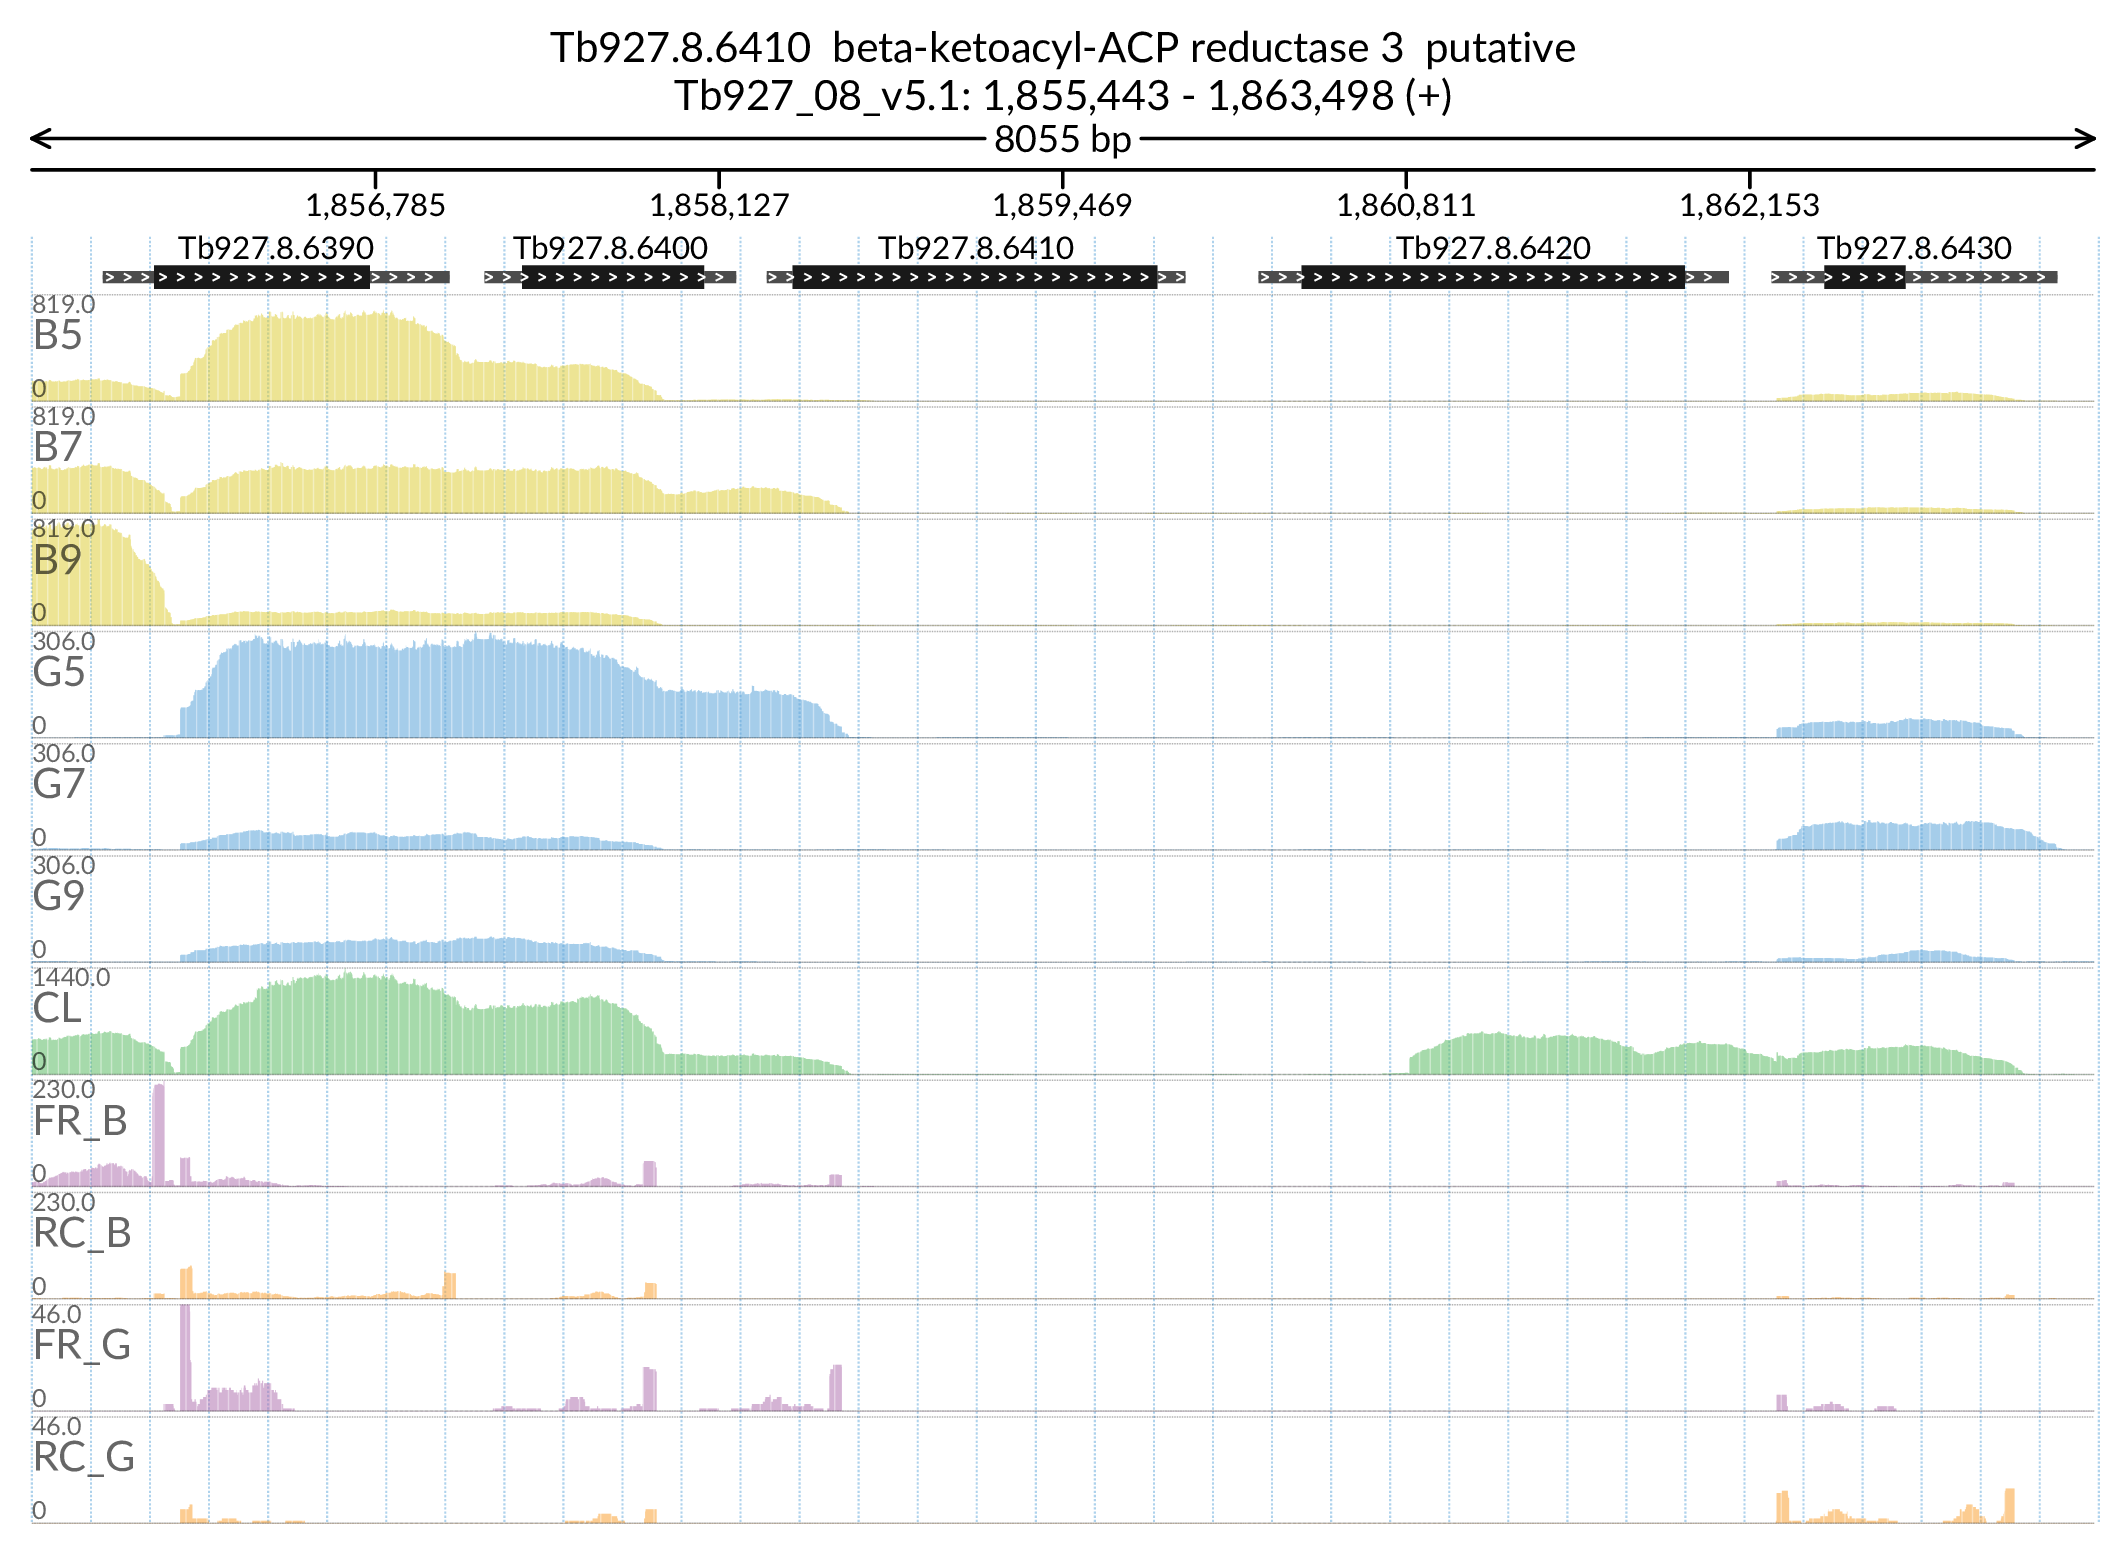 Tb927.8.6410  beta-ketoacyl-ACP reductase 3  putative
Tb927_08_v5.1: 1,855,443 - 1,863,498 (+)
8055 bp
1,856,785 1,858,127 1,859,469 1,860,811 1,862,153
Tb927.8.6390 Tb927.8.6400 Tb927.8.6410 Tb927.8.6420 Tb927.8.6430
819.0
B5
0
819.0
B7
0
819.0
B9
0
306.0
G5
0
306.0
G7
0
306.0
G9
0
1440.0
CL
0
230.0
FR_B
0
230.0
RC_B
0
46.0
FR_G
0
46.0
RC_G
0